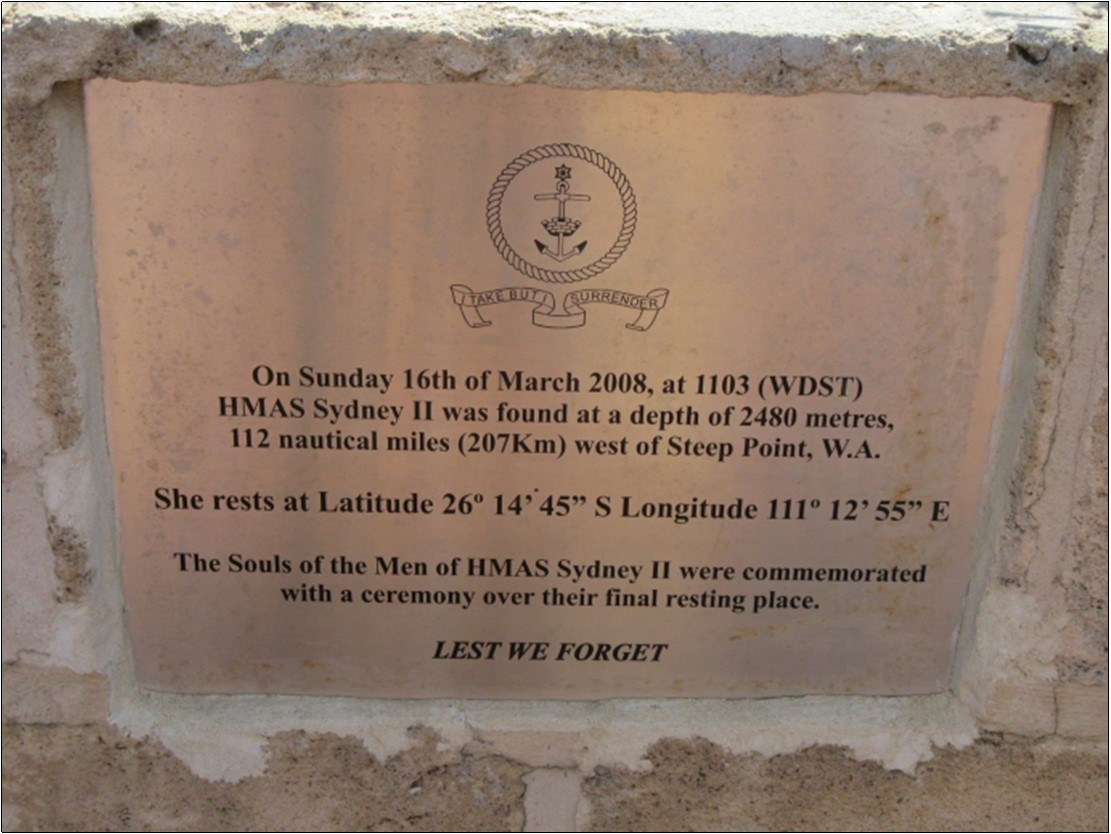 I TAKE BUT I SURRENDER
On Sunday 16th of March 2008, at 1103 (WDST)
HMAS Sydney II was found at a depth of 2480 metres,
112 nautical miles (207Km) west of Steep Point, W.A.
She rests at Latitude 26º 14’ 45” S Longitude 111º 12’ 55” E
The Souls of the Men of HMAS Sydney II were commemorated
with a ceremony over their final resting place.
LEST WE FORGET